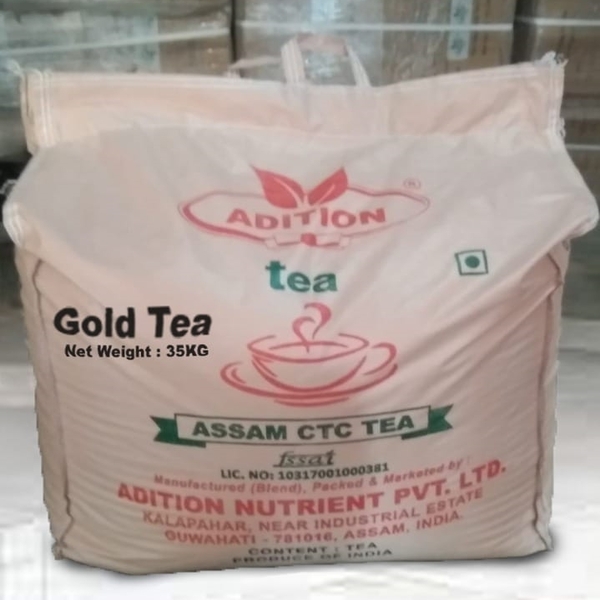 ADITION
®
tea
Gold Tea
Net Weight : 35KG
ASSAM CTC TEA
fssai
LIC. NO: 10317001000381
Manufactured (Blend), Packed & Marketed by :
ADITION NUTRIENT PVT. LTD.
KALAPAHAR, NEAR INDUSTRIAL ESTATE
GUWAHATI - 781016, ASSAM, INDIA.
CONTENT : TEA
PRODUCE OF INDIA